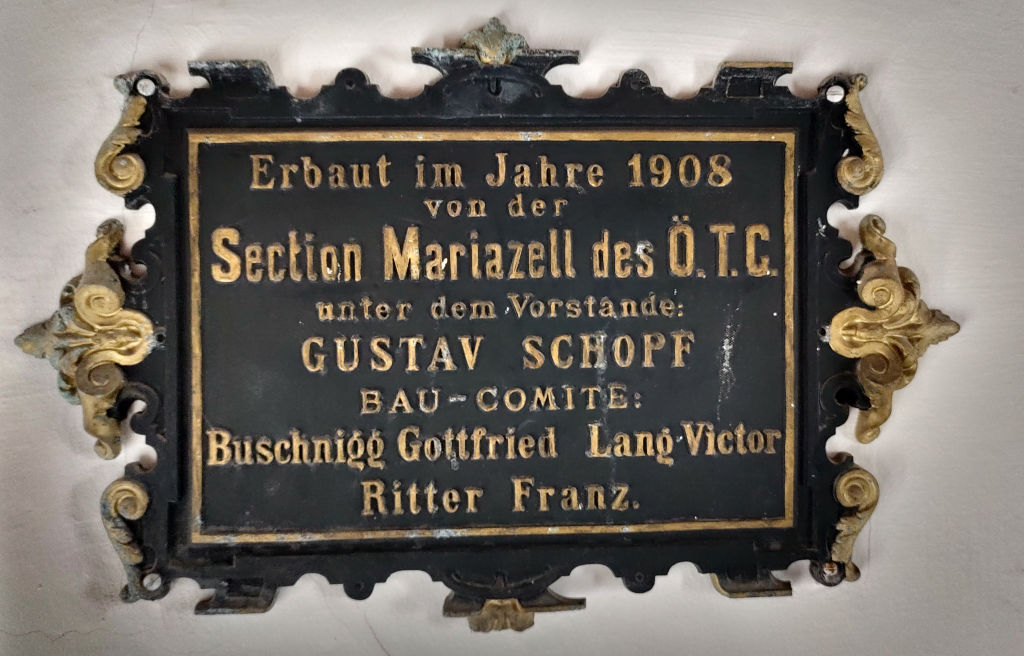 Erbaut im Jahre 1908
von der
Section Mariazell des Ö.T.C.
unter dem Vorstande:
GUSTAV SCHOPF
BAU-COMITE:
Buschnigg Gottfried Lang Victor
Ritter Franz.